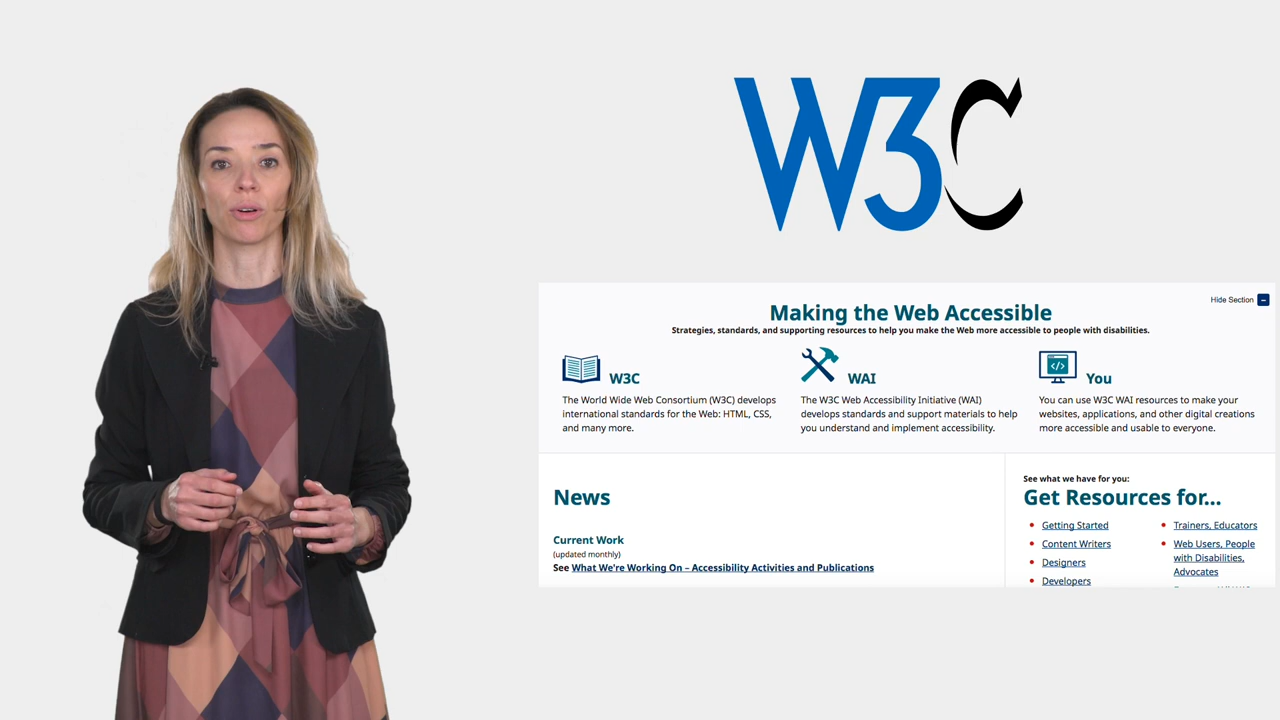 W3C
Hide Section
Making the Web Accessible
Strategies, standards, and supporting resources to help you make the Web more accessible to people with disabilities.
W3C
The World Wide Web Consortium (W3C) develops
international standards for the Web: HTML, CSS,
and many more.
WAI
The W3C Web Accessibility Initiative (WAI)
develops standards and support materials to help
you understand and implement accessibility.
You
You can use W3C WAI resources to make your
websites, applications, and other digital creations
more accessible and usable to everyone.
News
Current Work
(updated monthly)
See What We're Working On – Accessibility Activities and Publications
See what we have for you:
Get Resources for...
Getting Started
Content Writers
Designers
Developers
Trainers, Educators
Web Users, People
with Disabilities,
Advocates